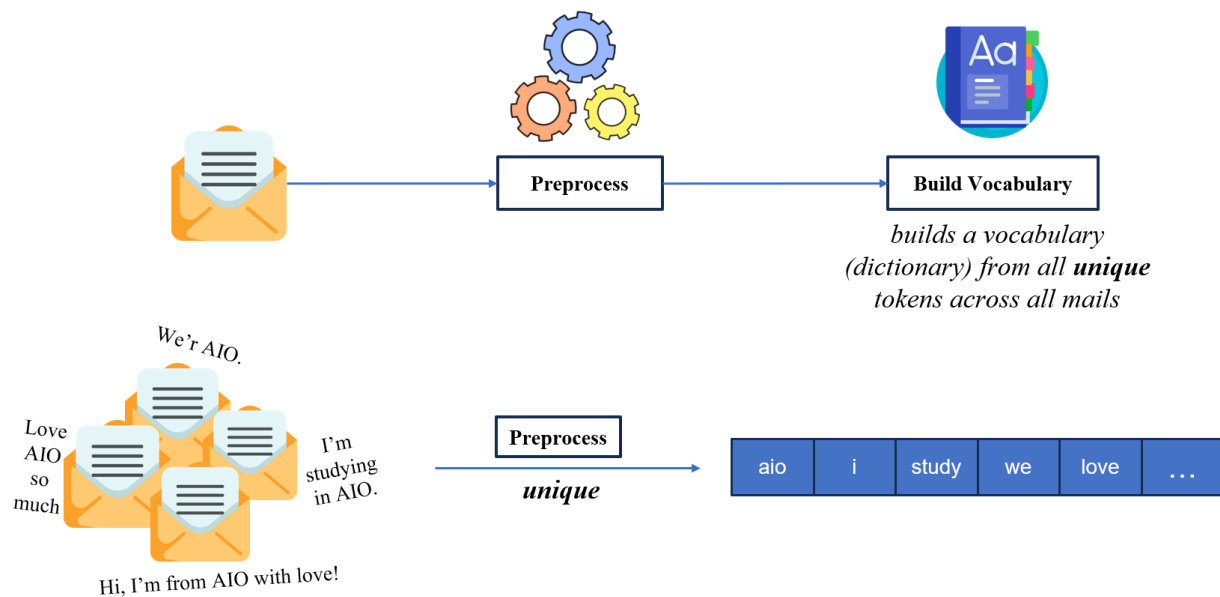 Aa
Preprocess
Build Vocabulary
builds a vocabulary
(dictionary) from all unique
tokens across all mails
We'r AIO.
Love
AIO
so
much
I'm
studying
in AIO.
Hi, I'm from AIO with love!
Preprocess
unique
aio i study we love ...